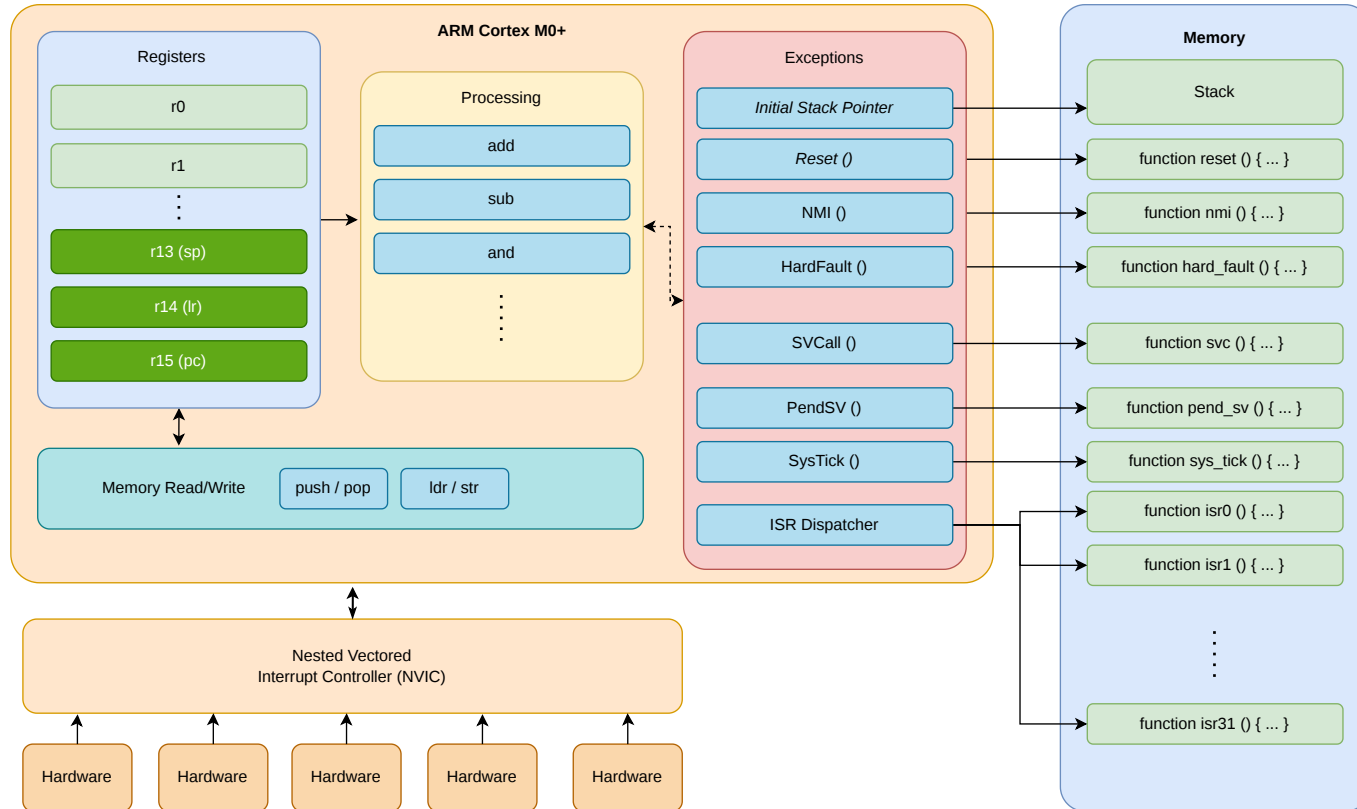 ARM Cortex M0+
Registers
r0
r1
r13 (sp)
r14 (lr)
r15 (pc)
Processing
add
sub
and
Memory Read/Write
push / pop
ldr / str
Exceptions
Initial Stack Pointer
Reset ()
NMI ()
HardFault ()
SVCall ()
PendSV ()
SysTick ()
ISR Dispatcher
Memory
Stack
function reset () { ... }
function nmi () { ... }
function hard_fault () { ... }
function svc () { ... }
function pend_sv () { ... }
function sys_tick () { ... }
function isr0 () { ... }
function isr1 () { ... }
function isr31 () { ... }
Nested Vectored
Interrupt Controller (NVIC)
Hardware
Hardware
Hardware
Hardware
Hardware